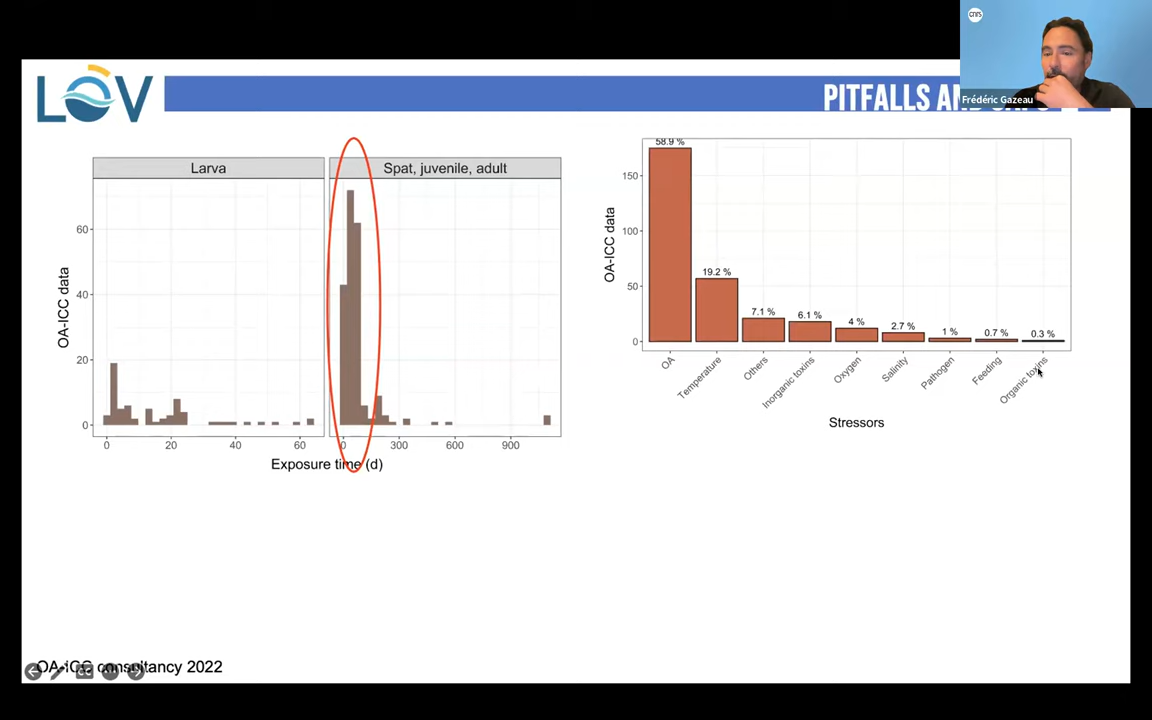 cnrs
Frédéric Gazeau
LOV
PITFALLS AND
Larva
Spat, juvenile, adult
OA-ICC data
60
40
20
0
0
20
40
60
0
300
600
900
Exposure time (d)
OA-ICC data
150
100
50
0
58.9 %
19.2 %
7.1 %
6.1 %
4 %
2.7 %
1 %
0.7 %
0.3 %
OA
Temperature
Others
Inorganic toxins
Oxygen
Salinity
Pathogen
Feeding
Organic toxins
Stressors
OA-ICC consultancy 2022